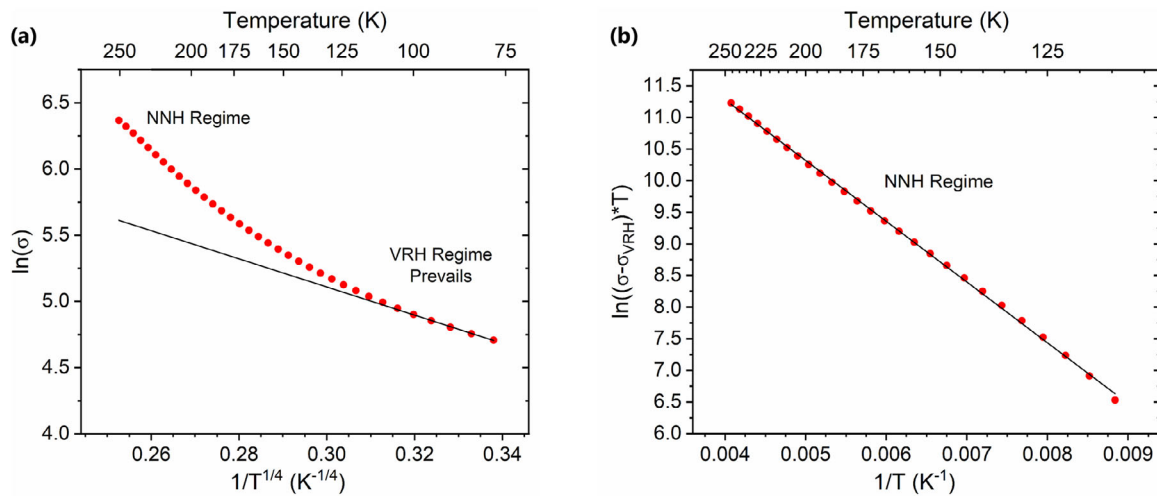 (a)
Temperature (K)
250 200 175 150 125 100 75
ln(σ)
6.5
6.0
5.5
5.0
4.5
4.0
NNH Regime
VRH Regime
Prevails
0.26 0.28 0.30 0.32 0.34
1/T^1/4 (K^-1/4)
(b)
Temperature (K)
250 225 200 175 150 125
ln((σ-σVRH)*T)
11.5
11.0
10.5
10.0
9.5
9.0
8.5
8.0
7.5
7.0
6.5
6.0
NNH Regime
0.004 0.005 0.006 0.007 0.008 0.009
1/T (K^-1)